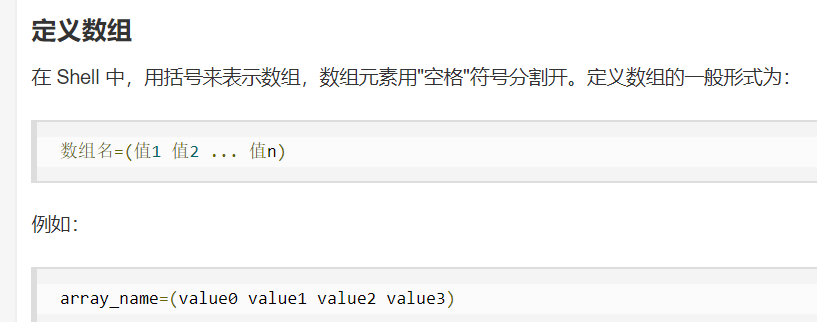 定义数组
在 Shell 中，用括号来表示数组，数组元素用"空格"符号分割开。定义数组的一般形式为：
数组名=(值1 值2 ... 值n)
例如：
array_name=(value0 value1 value2 value3)